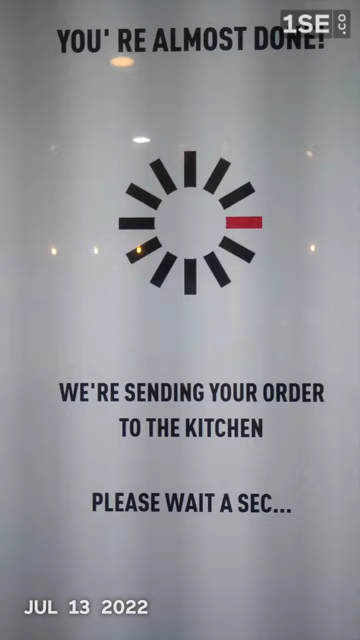 YOU' RE ALMOST DONE!
1SE.CO
WE'RE SENDING YOUR ORDER
TO THE KITCHEN
PLEASE WAIT A SEC...
JUL 13 2022